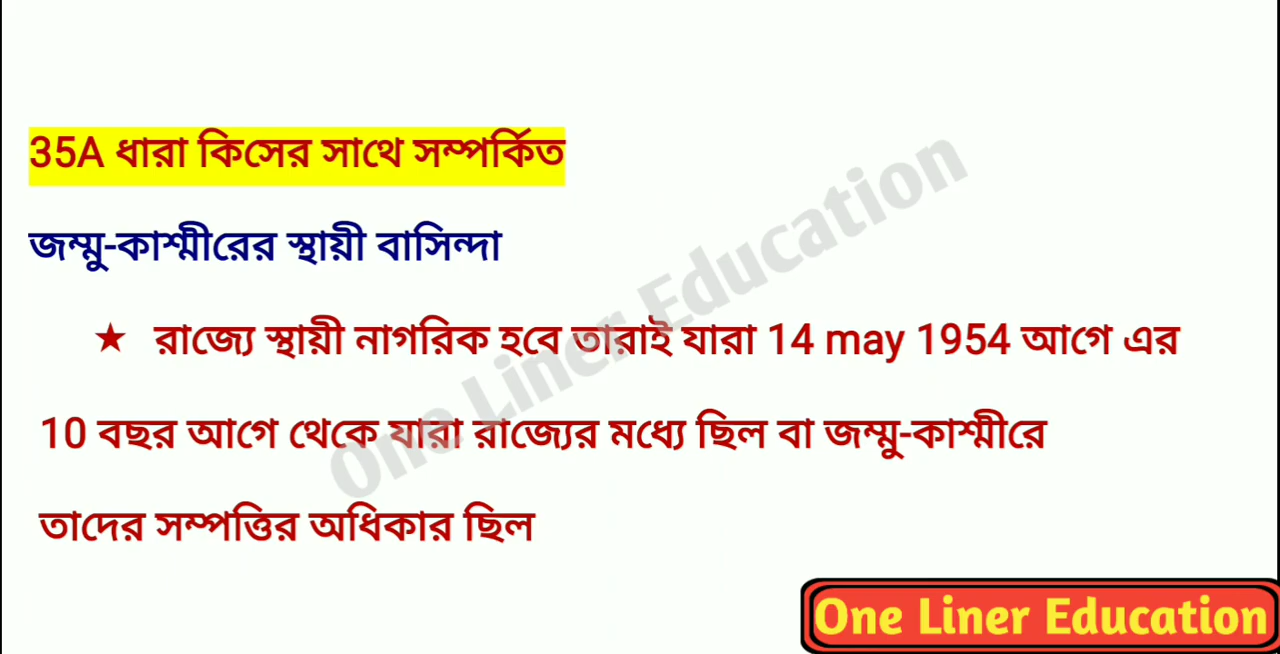 35A ধারা কিসের সাথে সম্পর্কিত
জম্মু-কাশ্মীরের স্থায়ী বাসিন্দা
★ রাজ্যে স্থায়ী নাগরিক হবে তারাই যারা 14 may 1954 আগে এর
10 বছর আগে থেকে যারা রাজ্যের মধ্যে ছিল বা জম্মু-কাশ্মীরে
তাদের সম্পত্তির অধিকার ছিল
One Liner Education
One Liner Education